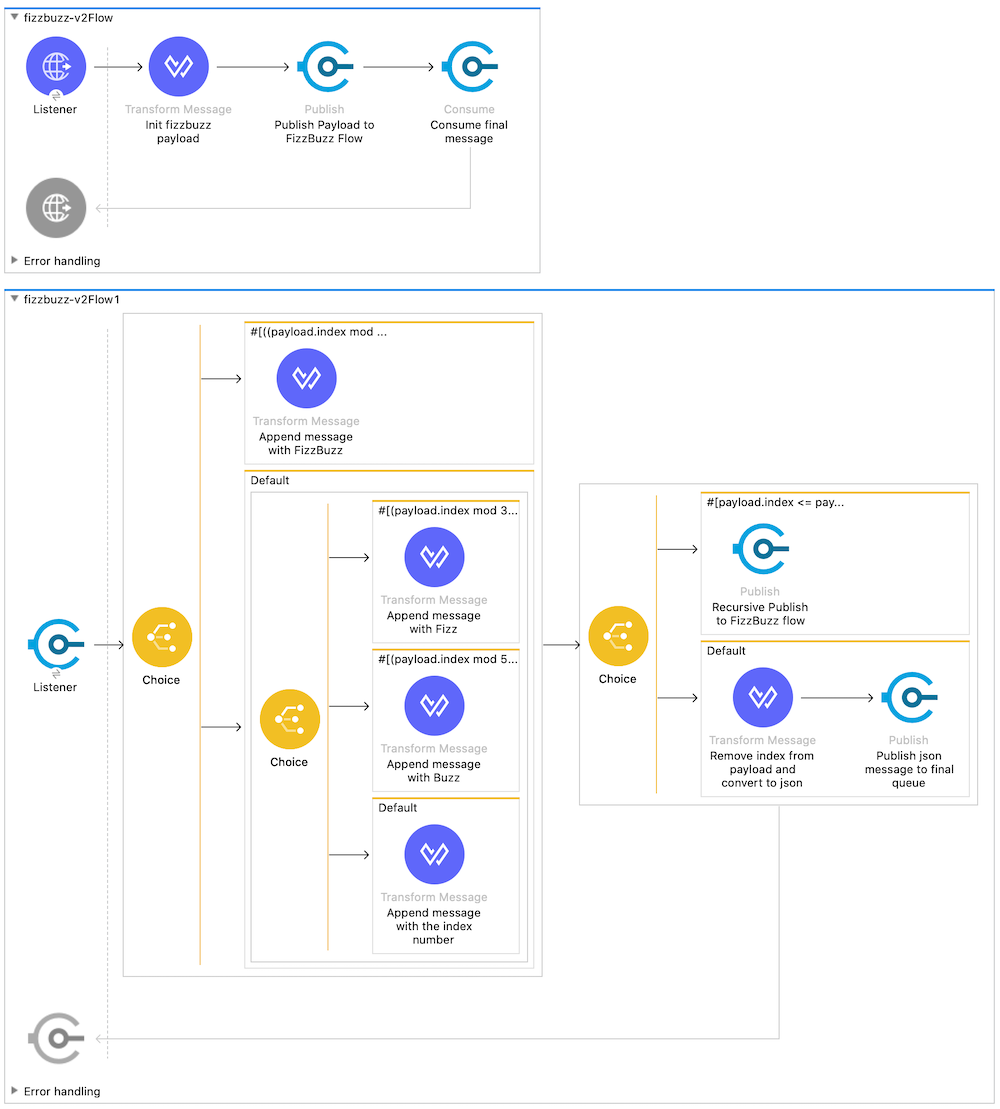 fizzbuzz-v2Flow
Listener
Transform Message
Init fizzbuzz
payload
Publish
Publish Payload to
FizzBuzz Flow
Consume
Consume final
message
Error handling
fizzbuzz-v2Flow1
Listener
Choice
#[((payload.index mod ...
Transform Message
Append message
with FizzBuzz
Default
Choice
#[(payload.index mod 3...
Transform Message
Append message
with Fizz
#[(payload.index mod 5...
Transform Message
Append message
with Buzz
Default
Transform Message
Append message
with the index
number
Choice
#[payload.index <= pay...
Publish
Recursive Publish
to FizzBuzz flow
Default
Transform Message
Remove index from
payload and
convert to json
Publish
Publish json
message to final
queue
Error handling